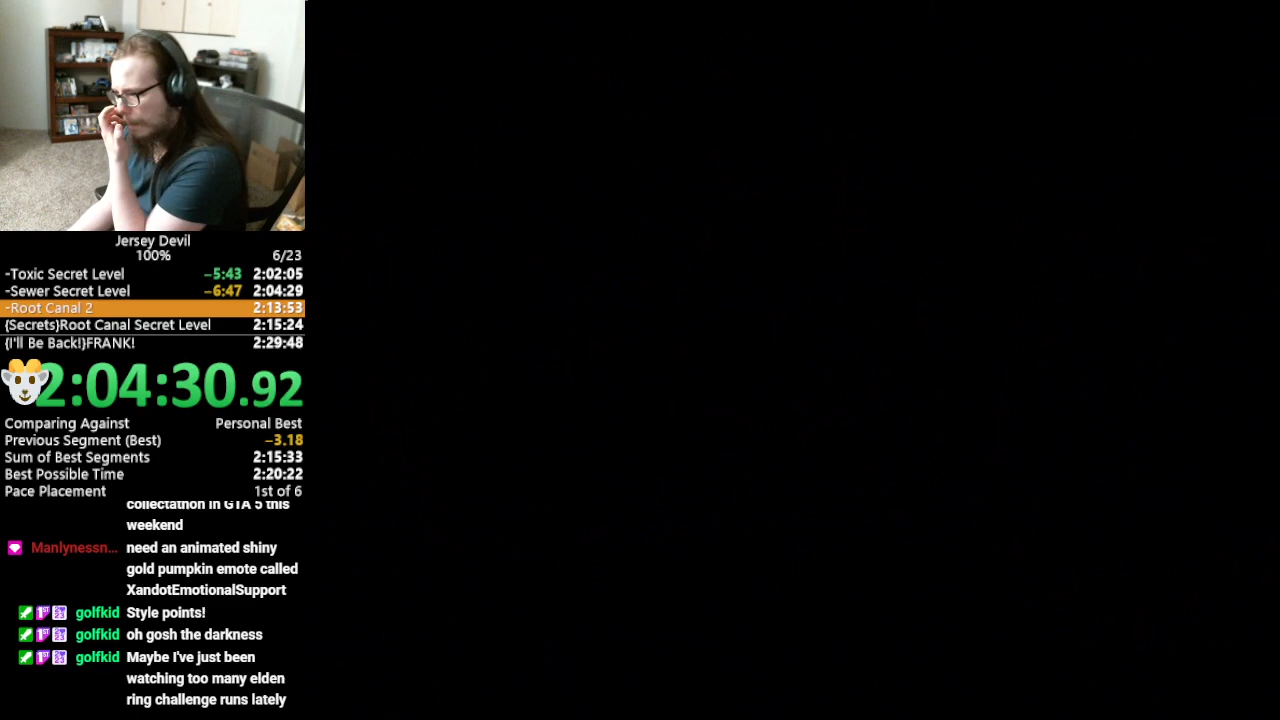 Jersey Devil
100% 6/23
-Toxic Secret Level -5:43 2:02:05
-Sewer Secret Level -6:47 2:04:29
-Root Canal 2 2:13:53
{Secrets}Root Canal Secret Level 2:15:24
{I'll Be Back!}FRANK! 2:29:48
2:04:30.92
Comparing Against Personal Best
Previous Segment (Best) -3.18
Sum of Best Segments 2:15:33
Best Possible Time 2:20:22
Pace Placement 1st of 6
collectathon in GTA 5 this
weekend
Manlynessn... need an animated shiny
gold pumpkin emote called
XandotEmotionalSupport
golfkid Style points!
golfkid oh gosh the darkness
golfkid Maybe I've just been
watching too many elden
ring challenge runs lately